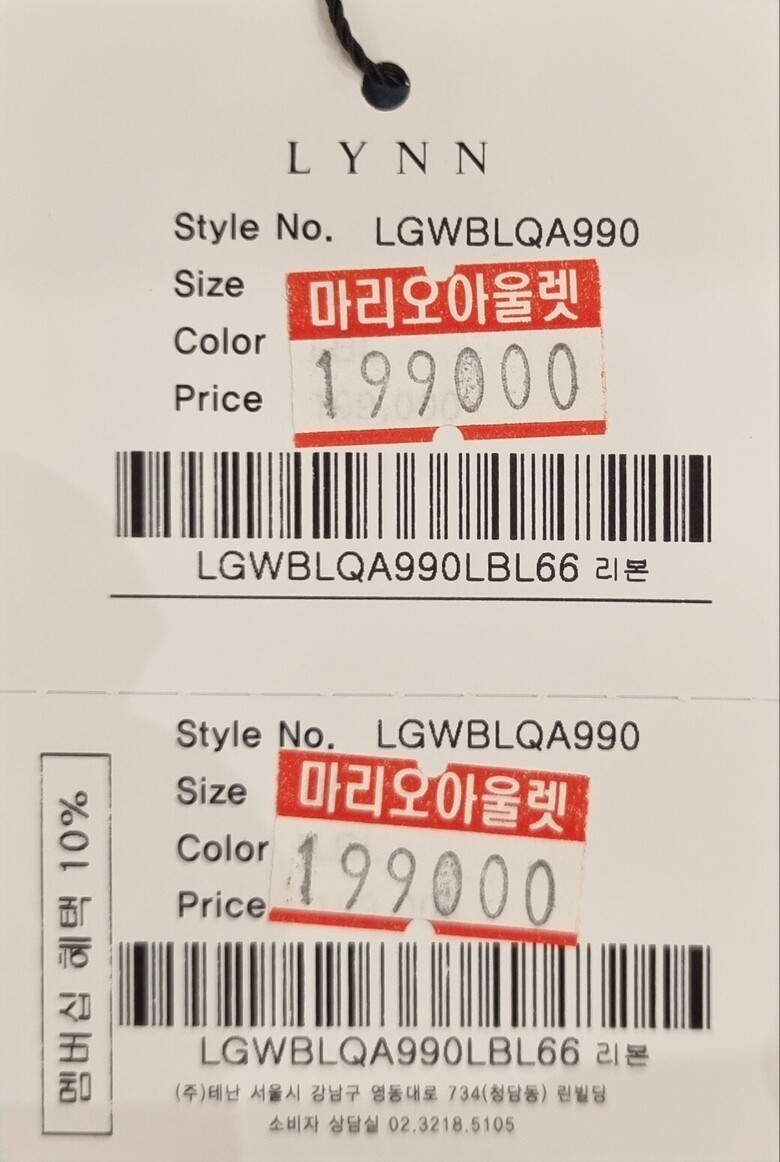 LYNN
Style No. LGWBLQA990
Size
마리오아울렛
Color
199000
Price
LGWBLQA990LBL66 리본
Style No. LGWBLQA990
Size
마리오아울렛
Color
199000
Price
LGWBLQA990LBL66 리본
(주)테난 서울시 강남구 영동대로 734(청담동) 린빌딩
소비자 상담실 02.3218.5105
멤버십 혜택 10%